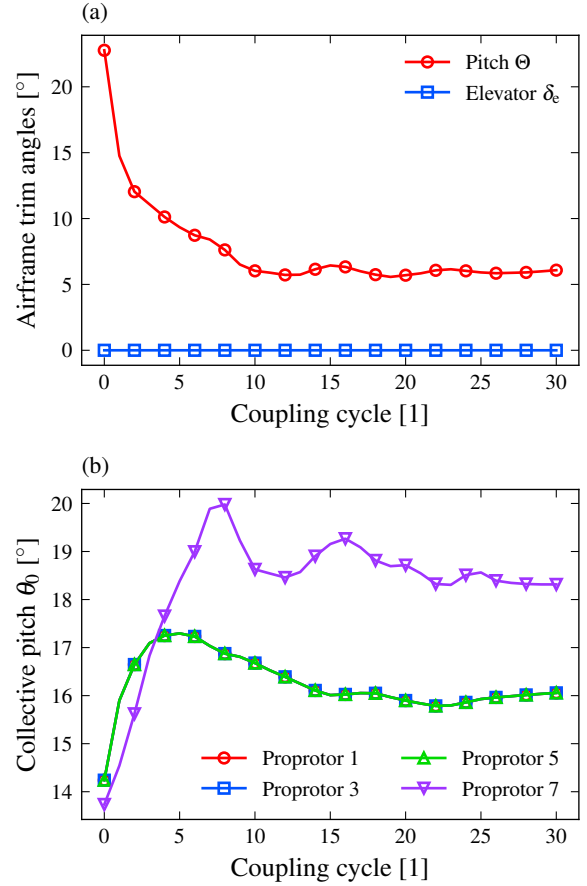 (a)
Airframe trim angles [°]
20
15
10
5
0
Pitch Θ
Elevator δe
0 5 10 15 20 25 30
Coupling cycle [1]
(b)
Collective pitch θ0 [°]
20
19
18
17
16
15
14
Proprotor 1
Proprotor 3
Proprotor 5
Proprotor 7
0 5 10 15 20 25 30
Coupling cycle [1]